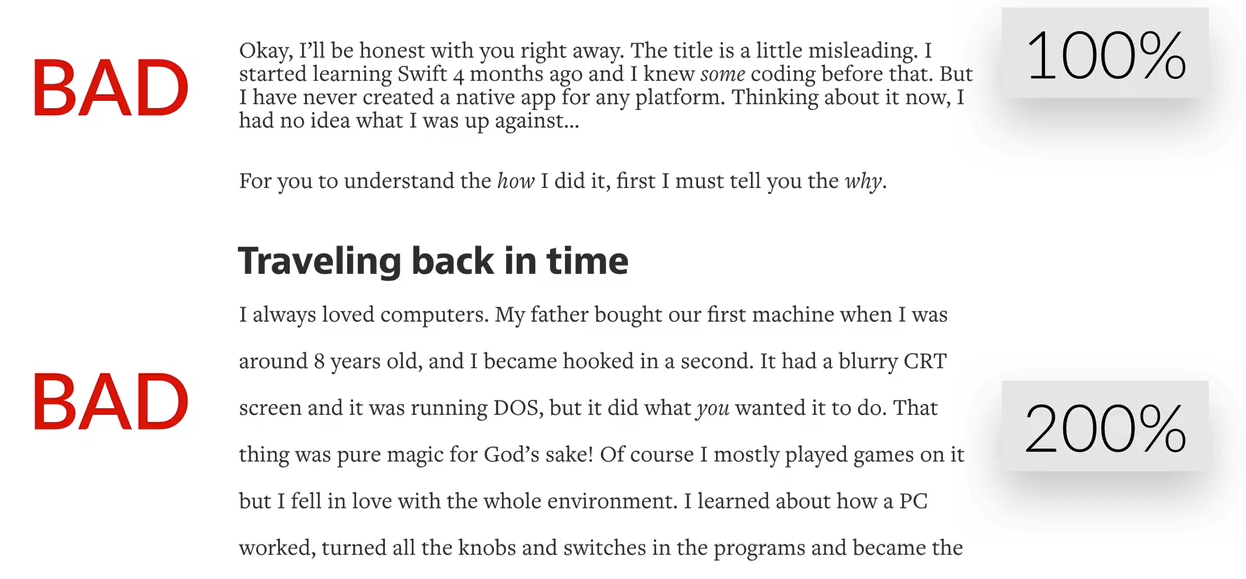 BAD
Okay, I’ll be honest with you right away. The title is a little misleading. I
started learning Swift 4 months ago and I knew some coding before that. But
I have never created a native app for any platform. Thinking about it now, I
had no idea what I was up against…
100%
For you to understand the how I did it, first I must tell you the why.
Traveling back in time
BAD
I always loved computers. My father bought our first machine when I was
around 8 years old, and I became hooked in a second. It had a blurry CRT
screen and it was running DOS, but it did what you wanted it to do. That
thing was pure magic for God’s sake! Of course I mostly played games on it
but I fell in love with the whole environment. I learned about how a PC
worked, turned all the knobs and switches in the programs and became the
200%